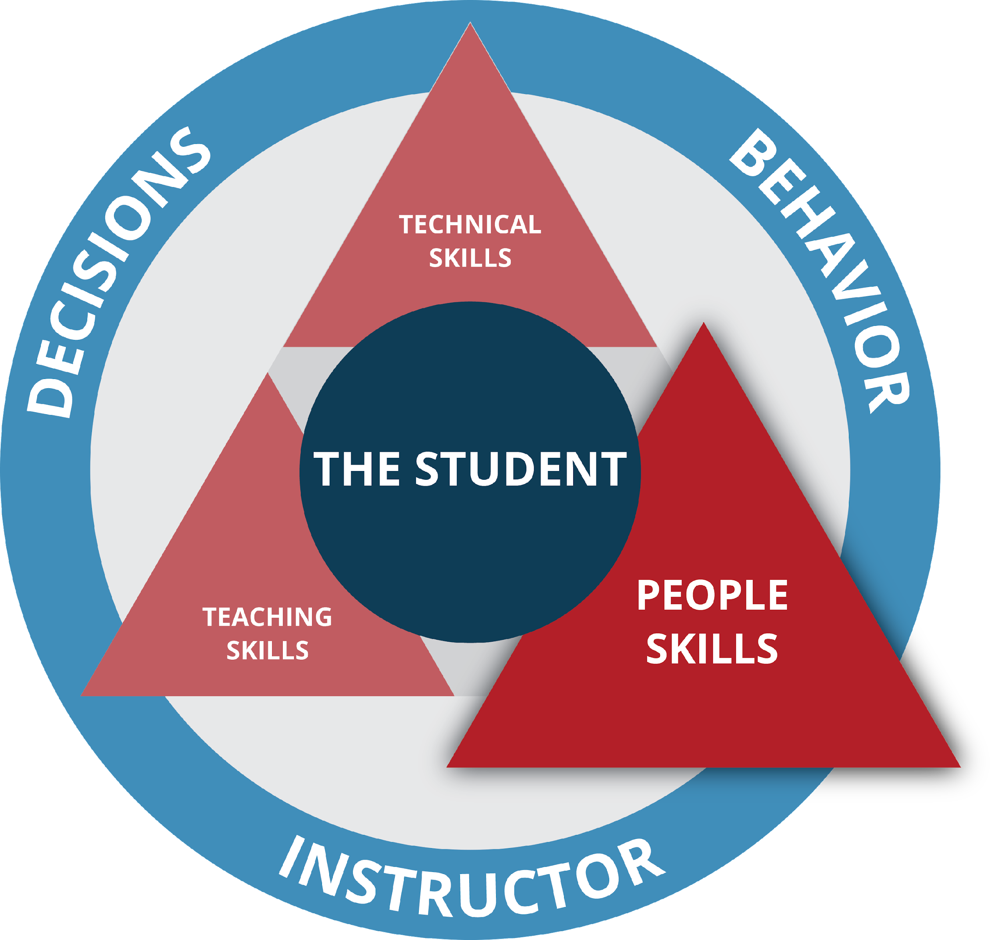 DECISIONS
BEHAVIOR
TECHNICAL
SKILLS
THE STUDENT
TEACHING
SKILLS
PEOPLE
SKILLS
INSTRUCTOR